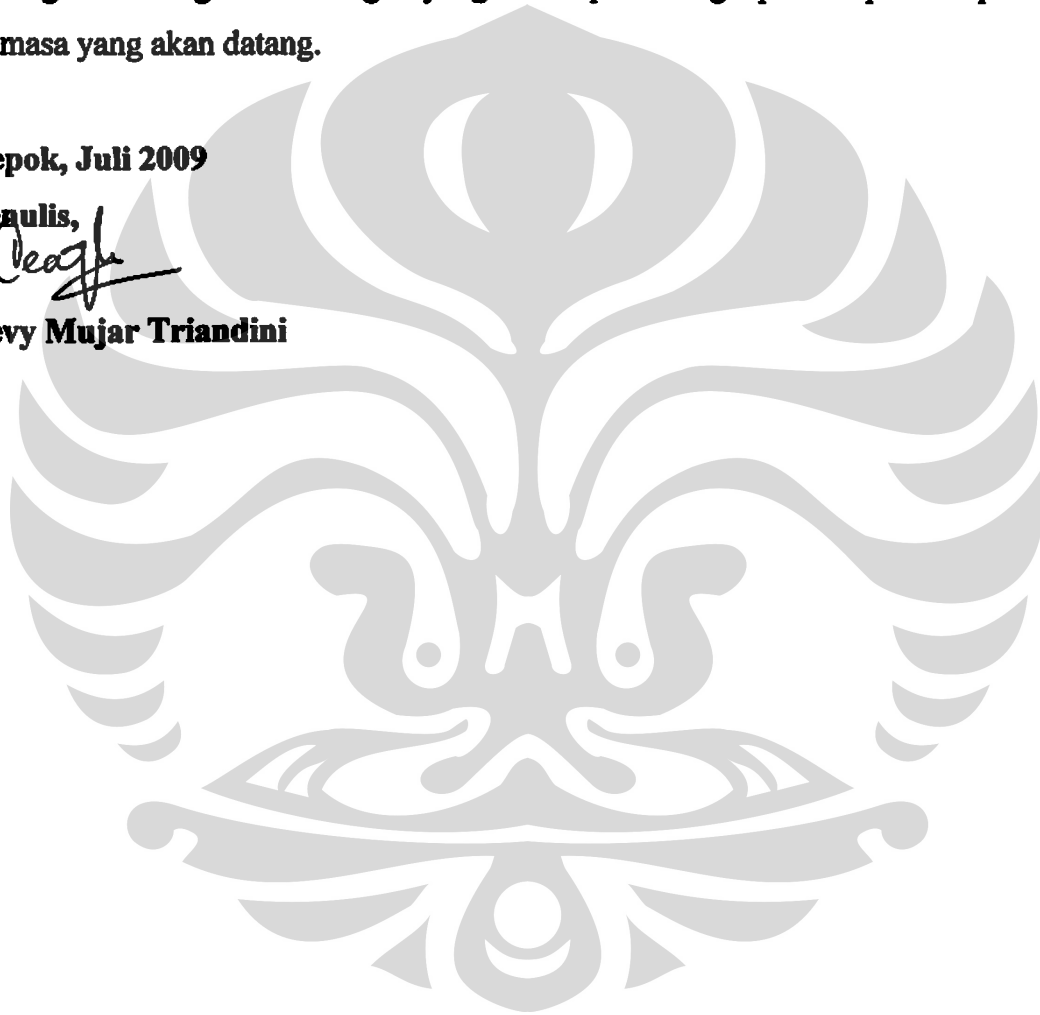 masa yang akan datang.
epok, Juli 2009
nulis,
evy Mujar Triandini